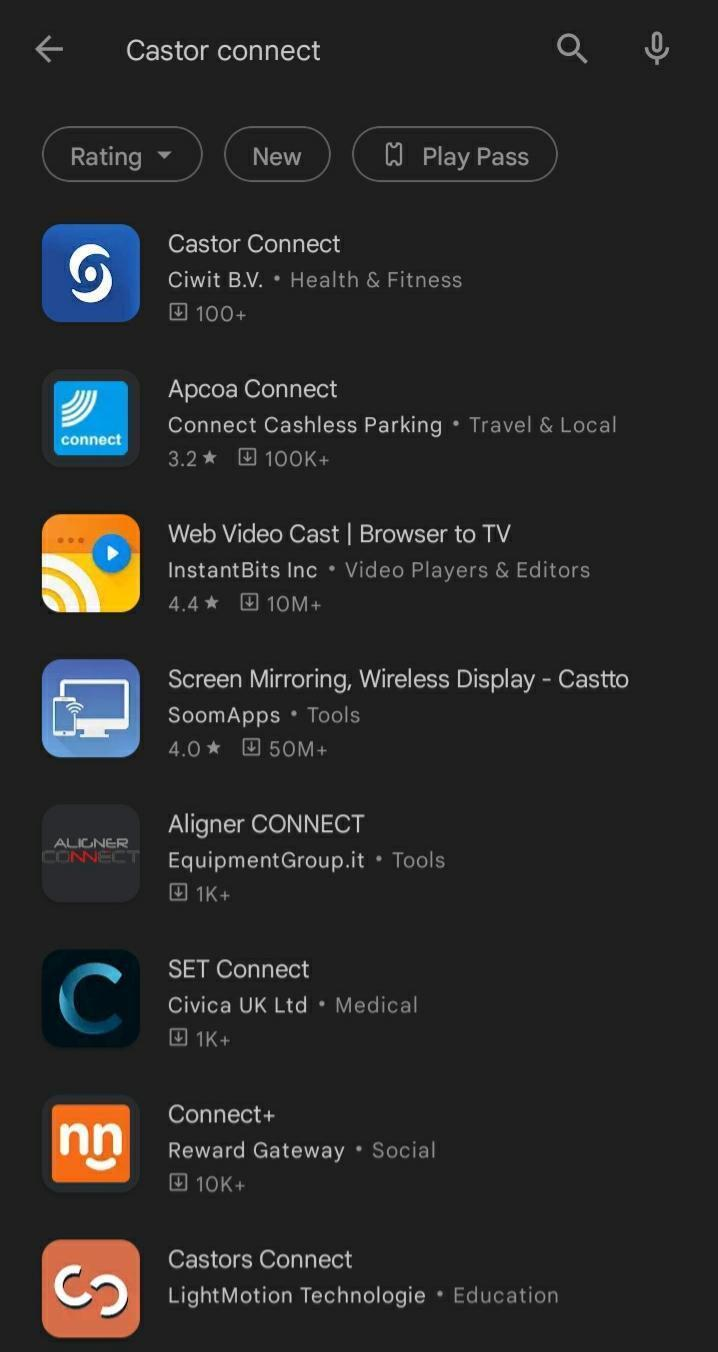 Castor connect
Rating
New
Play Pass
Castor Connect
Ciwit B.V. • Health & Fitness
100+
connect
Apcoa Connect
Connect Cashless Parking • Travel & Local
3.2★ 100K+
Web Video Cast | Browser to TV
InstantBits Inc • Video Players & Editors
4.4★ 10M+
Screen Mirroring, Wireless Display - Castto
SoomApps • Tools
4.0★ 50M+
ALIGNER
CONNECT
Aligner CONNECT
EquipmentGroup.it • Tools
1K+
C
SET Connect
Civica UK Ltd • Medical
1K+
nn
Connect+
Reward Gateway • Social
10K+
Castors Connect
LightMotion Technologie • Education